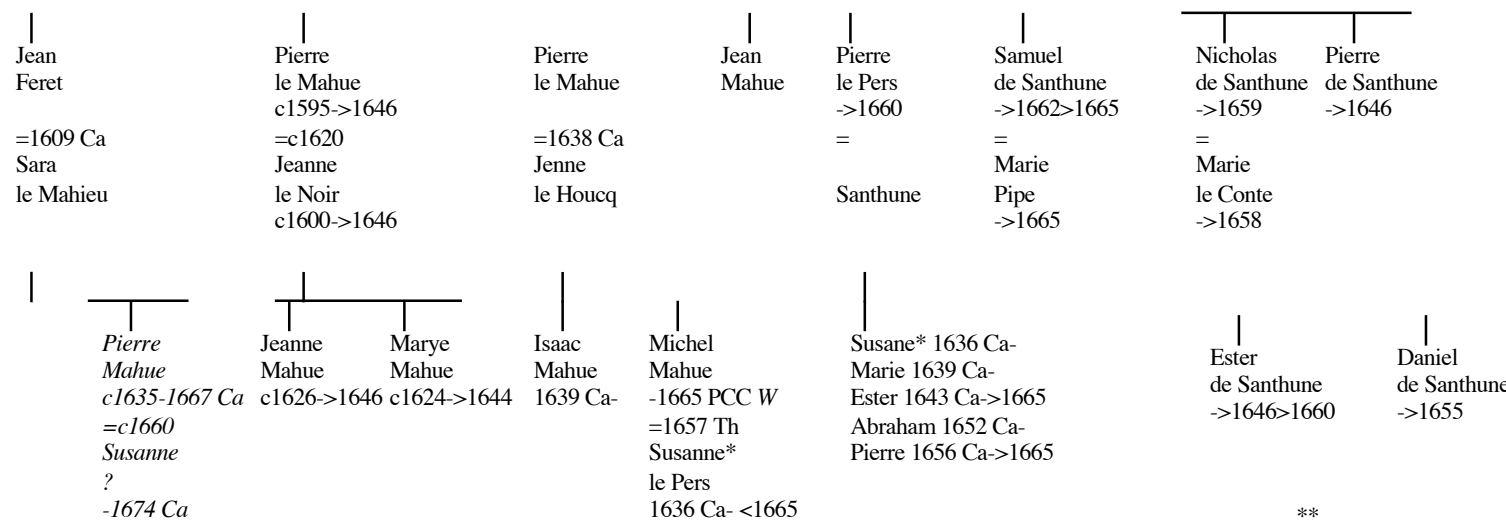 Jean
Feret
=1609 Ca
Sara
le Mahieu
Pierre
le Mahue
c1595->1646
=c1620
Jeanne
le Noir
c1600->1646
Pierre
le Mahue
=1638 Ca
Jenne
le Houcq
Jean
Mahue
Pierre
le Pers
->1660
=
Santhune
Samuel
de Santhune
->1662>1665
=
Marie
Pipe
->1665
Nicholas
de Santhune
->1659
=
Marie
le Conte
->1658
Pierre
de Santhune
->1646
Pierre
Mahue
c1635-1667 Ca
=c1660
Susanne
?
-1674 Ca
Jeanne
Mahue
c1626->1646
Marye
Mahue
c1624->1644
Isaac
Mahue
1639 Ca-
Michel
Mahue
-1665 PCC W
=1657 Th
Susanne*
le Pers
1636 Ca- <1665
Susane* 1636 Ca-
Marie 1639 Ca-
Ester 1643 Ca->1665
Abraham 1652 Ca-
Pierre 1656 Ca->1665
Ester
de Santhune
->1646>1660
Daniel
de Santhune
->1655
**